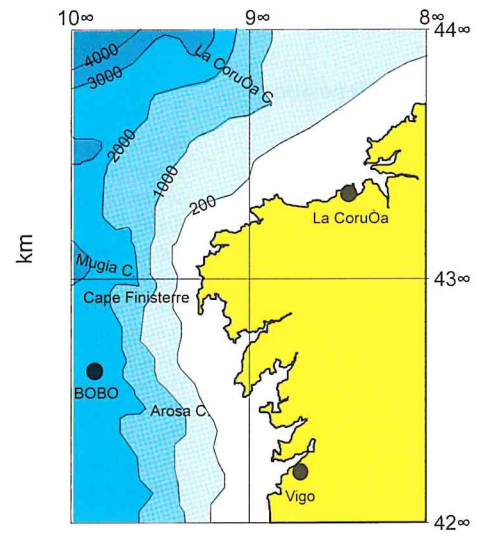 10∞ 9∞ 8∞
44∞
4000
3000
La CoruÒa C.
2000
1000
200
La CoruÒa
km
Mugia C.
43∞
Cape Finisterre
BOBO
Arosa C.
Vigo
42∞